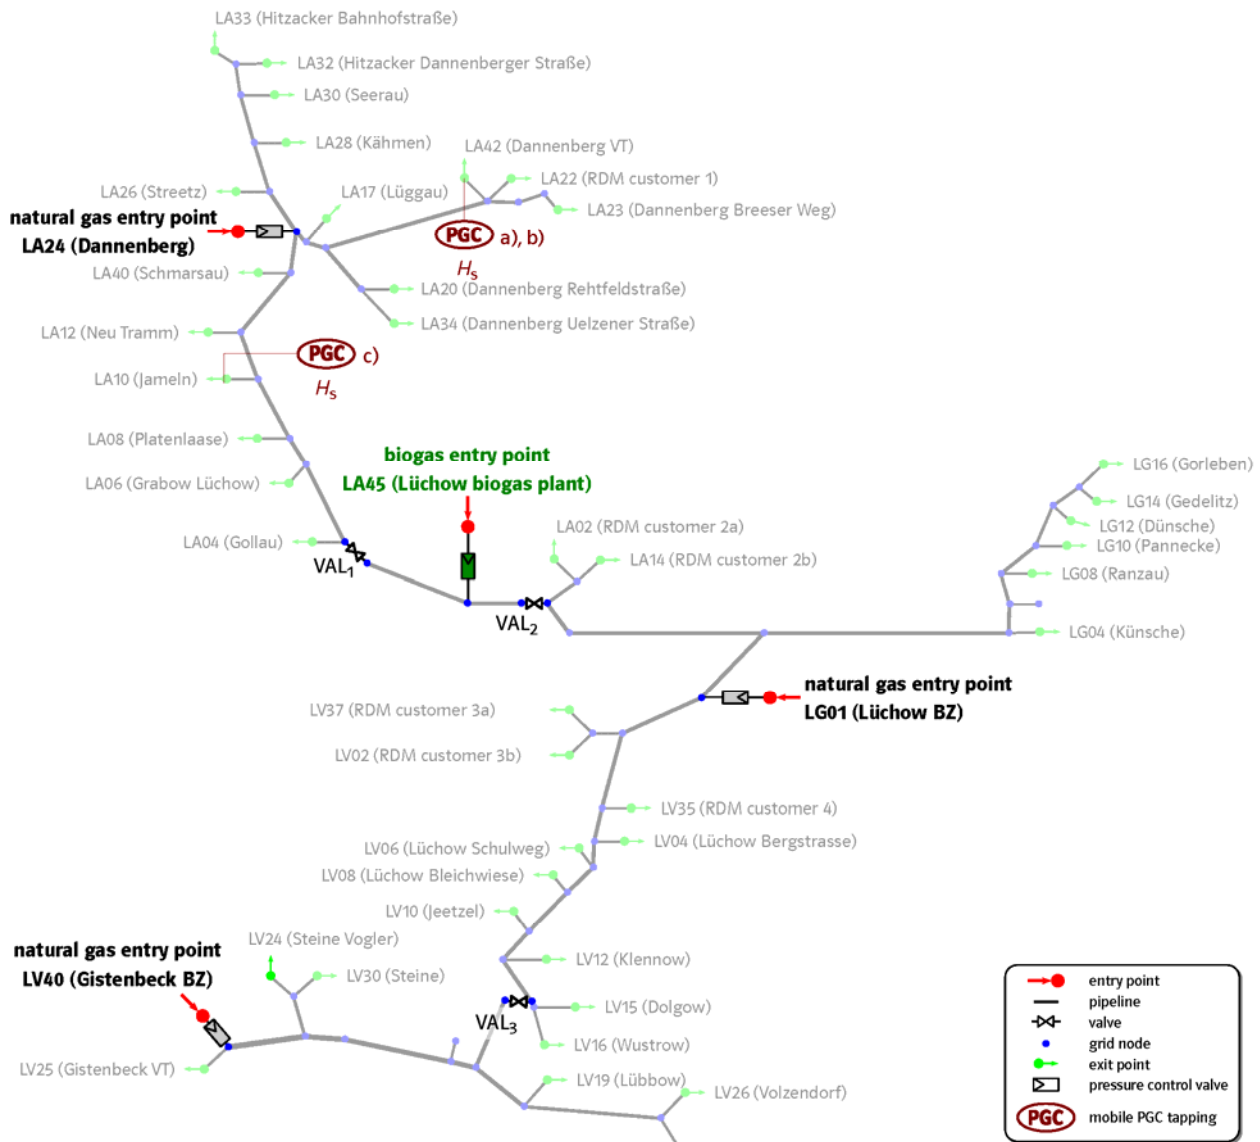 LA33 (Hitzacker Bahnhofstraße)
LA32 (Hitzacker Dannenberger Straße)
LA30 (Seerau)
LA28 (Kähmen)
LA42 (Dannenberg VT)
LA26 (Streetz)
LA17 (Lüggau)
LA22 (RDM customer 1)
LA23 (Dannenberg Breeser Weg)
natural gas entry point
LA24 (Dannenberg)
PGC a), b)
Hs
LA40 (Schmarsau)
LA20 (Dannenberg Rehtfeldstraße)
LA34 (Dannenberg Uelzener Straße)
LA12 (Neu Tramm)
PGC c)
Hs
LA10 (Jameln)
LA08 (Platenlaase)
biogas entry point
LA45 (Lüchow biogas plant)
LA06 (Grabow Lüchow)
LG16 (Gorleben)
LG14 (Gedelitz)
LG12 (Dünsche)
LG10 (Pannecke)
LG08 (Ranzau)
LA02 (RDM customer 2a)
LA14 (RDM customer 2b)
LA04 (Gollau)
VAL1
VAL2
LG04 (Künsche)
natural gas entry point
LG01 (Lüchow BZ)
LV37 (RDM customer 3a)
LV02 (RDM customer 3b)
LV35 (RDM customer 4)
LV04 (Lüchow Bergstrasse)
LV06 (Lüchow Schulweg)
LV08 (Lüchow Bleichwiese)
LV10 (Jeetzel)
LV24 (Steine Vogler)
natural gas entry point
LV40 (Gistenbeck BZ)
LV30 (Steine)
LV12 (Klennow)
LV15 (Dolgow)
VAL3
LV16 (Wustrow)
LV25 (Gistenbeck VT)
LV19 (Lübbow)
LV26 (Volzendorf)
entry point
pipeline
valve
grid node
exit point
pressure control valve
PGC mobile PGC tapping